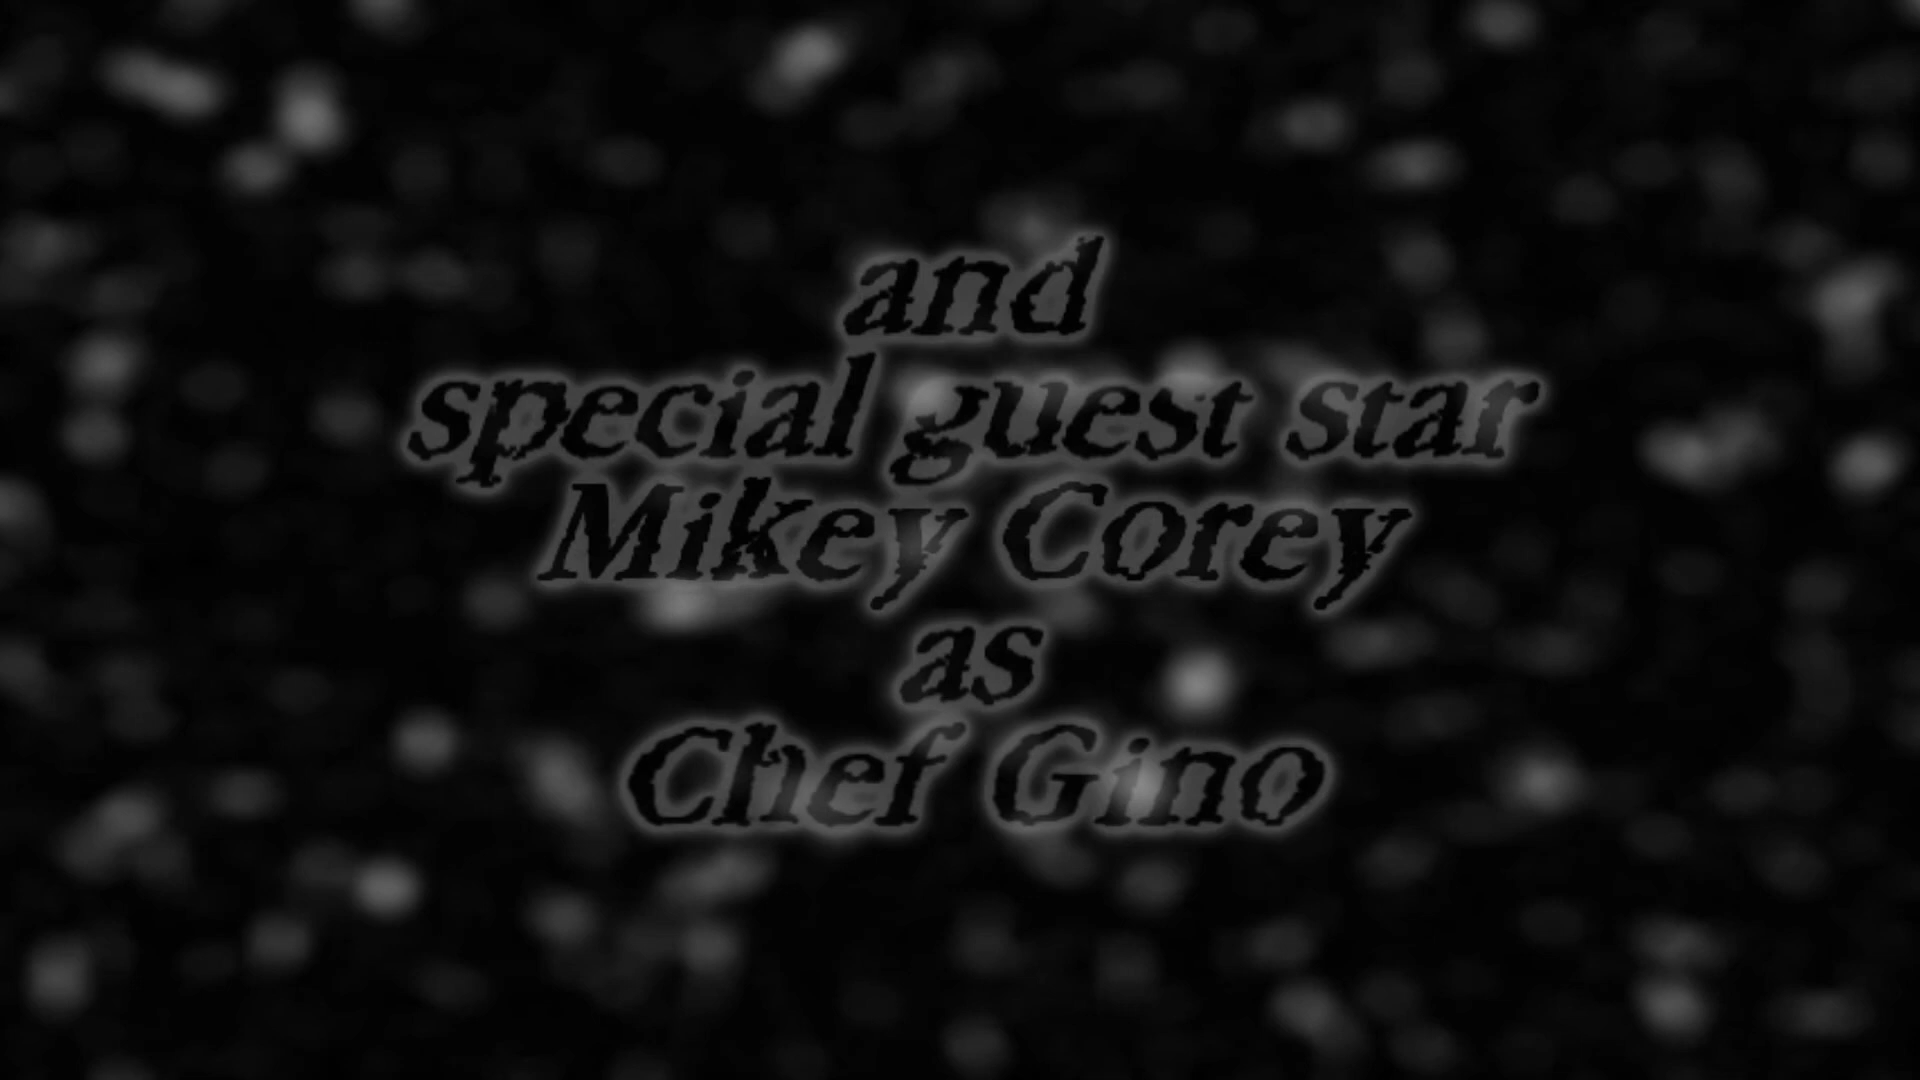 and
special guest star
Mikey Corey
as
Chef Gino